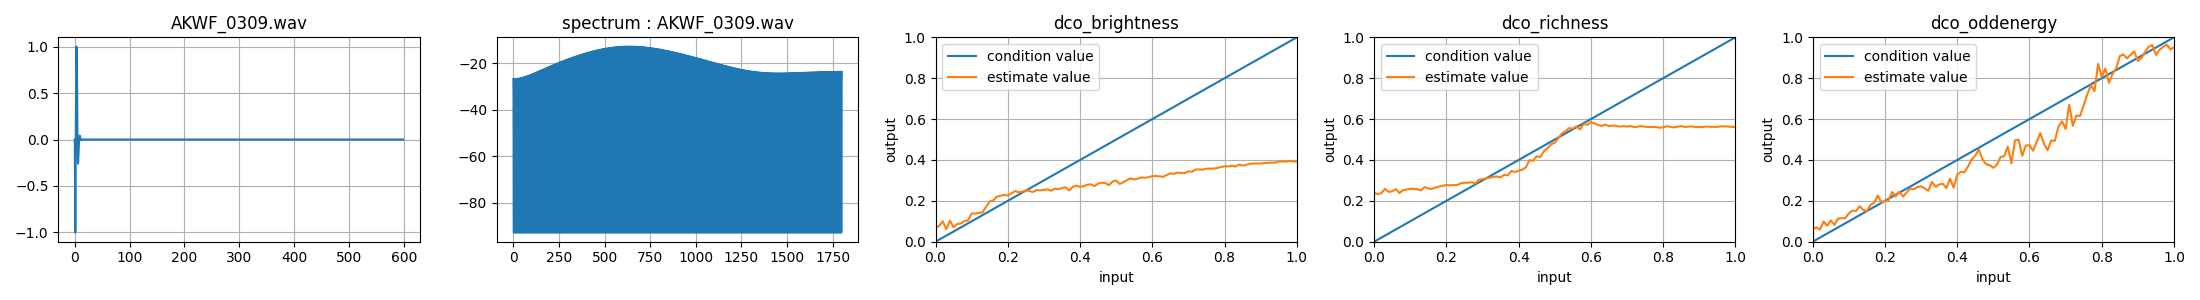 AKWF_0309.wav
1.0
0.5
0.0
−0.5
−1.0
0 100 200 300 400 500 600
spectrum : AKWF_0309.wav
−20
−40
−60
−80
0 250 500 750 1000 1250 1500 1750
dco_brightness
condition value
estimate value
output
1.0
0.8
0.6
0.4
0.2
0.0
0.0 0.2 0.4 0.6 0.8 1.0
input
dco_richness
condition value
estimate value
output
1.0
0.8
0.6
0.4
0.2
0.0
0.0 0.2 0.4 0.6 0.8 1.0
input
dco_oddenergy
condition value
estimate value
output
1.0
0.8
0.6
0.4
0.2
0.0
0.0 0.2 0.4 0.6 0.8 1.0
input